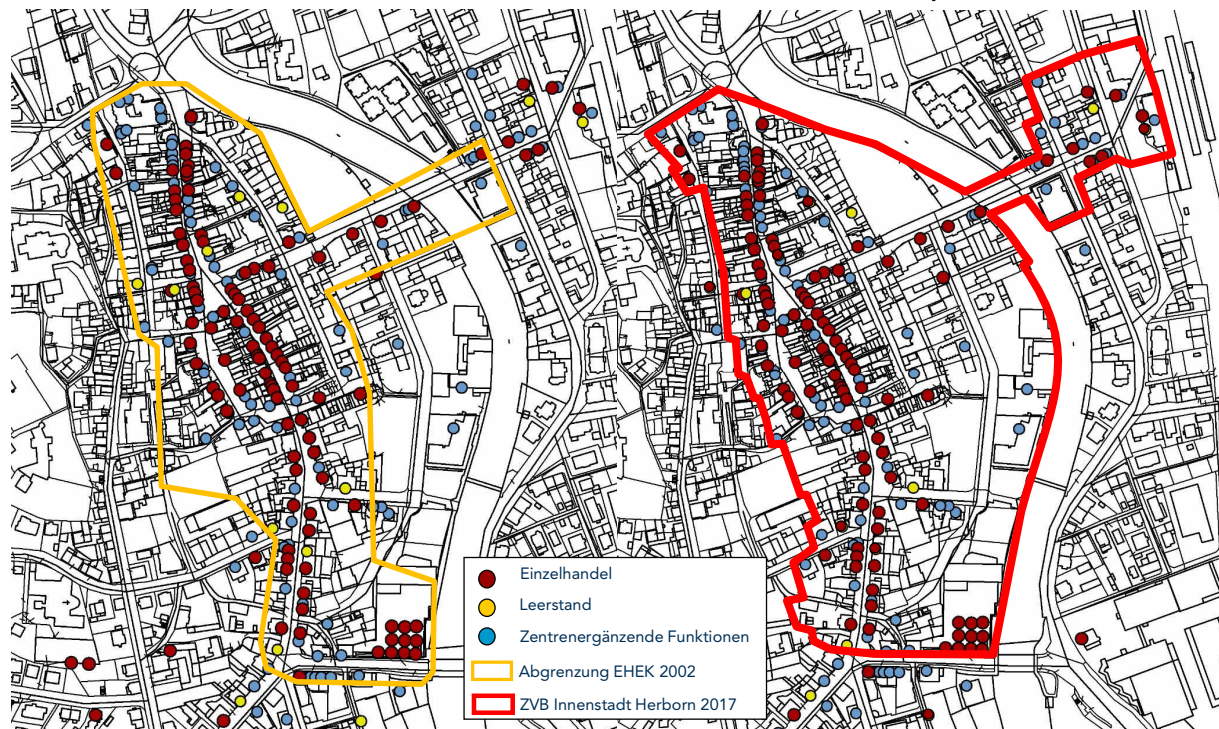 Einzelhandel
Leerstand
Zentrenergänzende Funktionen
Abgrenzung EHEK 2002
ZVB Innenstadt Herborn 2017